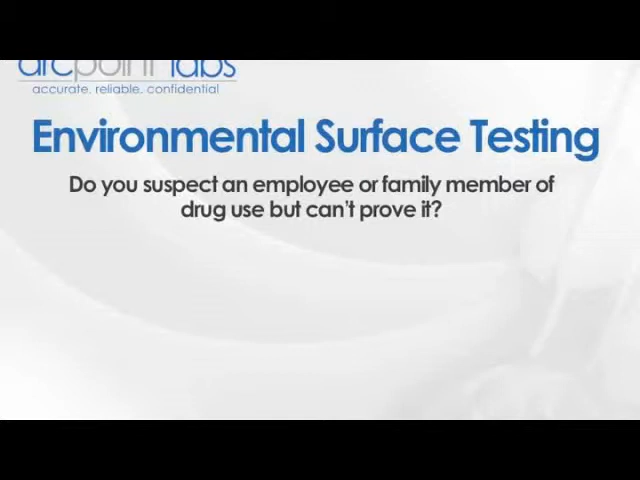 arcpoint labs
accurate. reliable. confidential
Environmental Surface Testing
Do you suspect an employee or family member of
drug use but can't prove it?